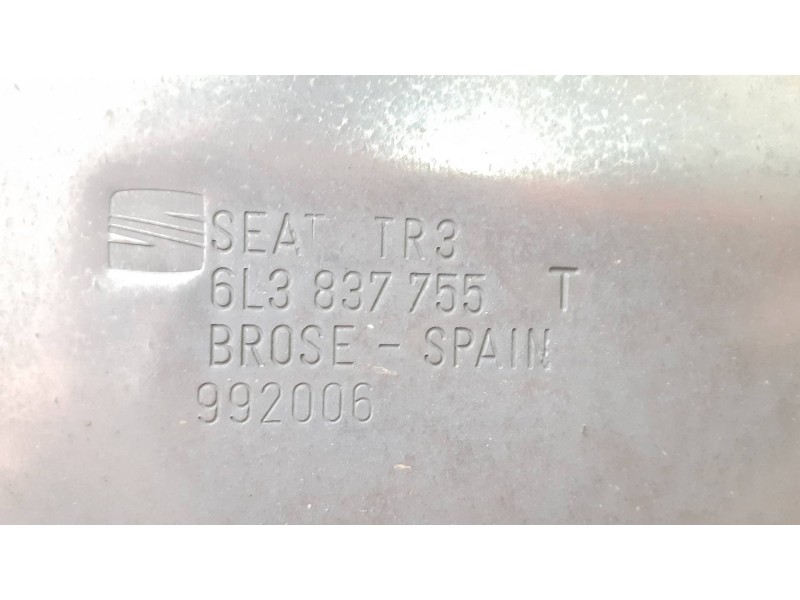 SEAT TR3
6L3 837 755 T
BROSE - SPAIN
992006